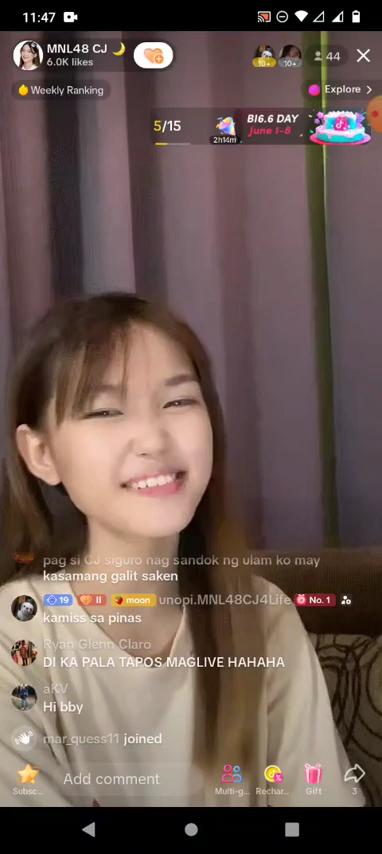 11:47
MNL48 CJ 🌙
6.0K likes
10+
10+
44
Weekly Ranking
Explore
5/15
2h14m
BI6.6 DAY
June 1-8
pag si CJ siguro nag sandok ng ulam ko may
kasamang galit saken
19 II moon unopi.MNL48CJ4Life No. 1
kamiss sa pinas
Ryan Glenn Claro
DI KA PALA TAPOS MAGLIVE HAHAHA
aKV
Hi bby
mar_quess11 joined
Add comment
Subsc...
Multi-g...
Rechar...
Gift
3